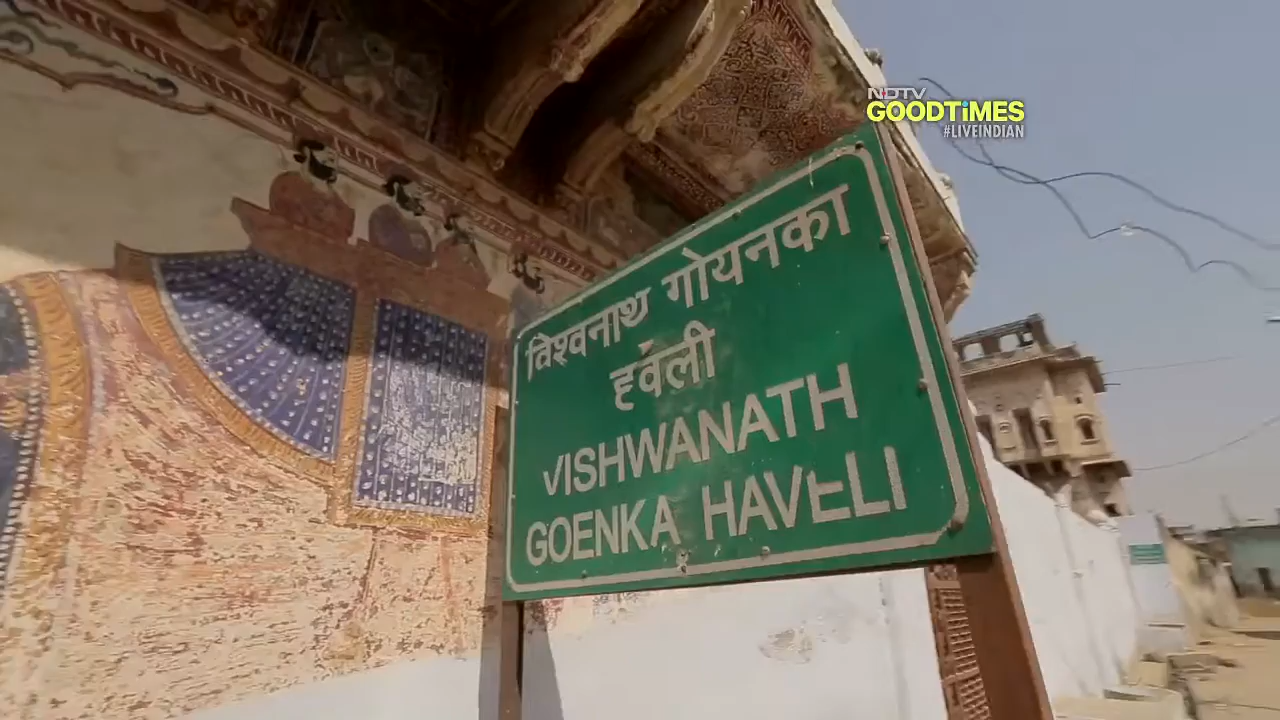 NDTV
GOODTiMES
#LIVEINDIAN
विश्वनाथ गोयनका
हवेली
VISHWANATH
GOENKA HAVELI